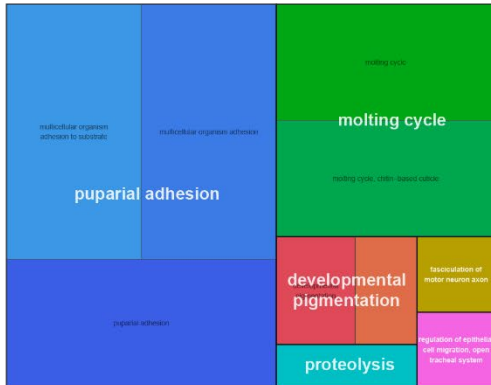 multicellular organism
adhesion to substrate
multicellular organism adhesion
puparial adhesion
puparial adhesion
molting cycle
molting cycle
molting cycle, chitin-based cuticle
developmental
pigmentation
fasciculation of
motor neuron axon
proteolysis
regulation of epithelial
cell migration, open
tracheal system